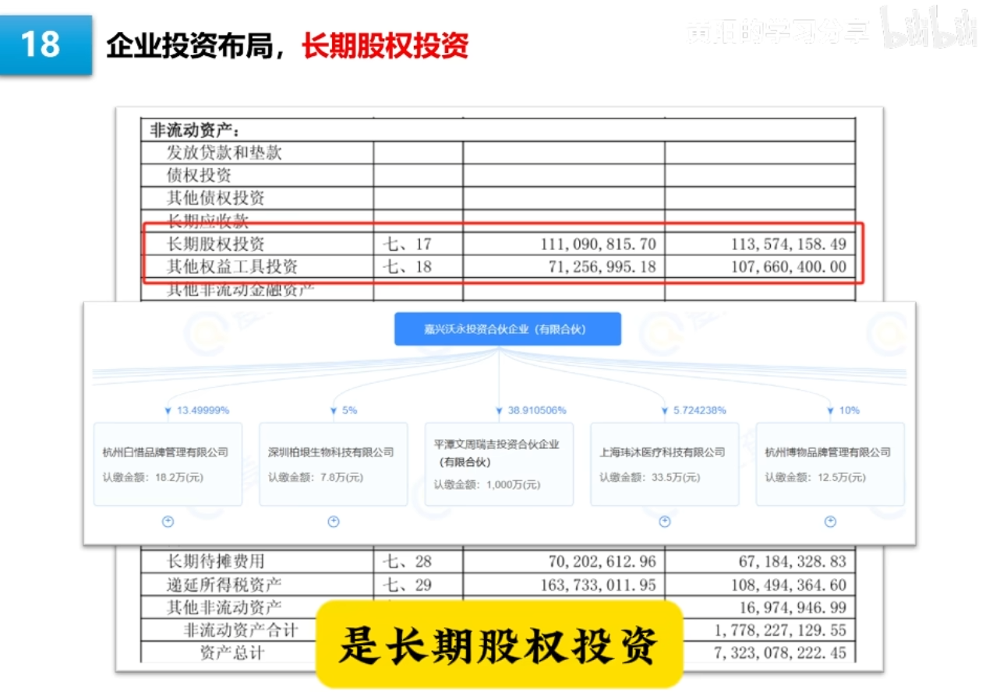 18
企业投资布局，长期股权投资
黄阳的学习分享 bilibili
非流动资产：
发放贷款和垫款
债权投资
其他债权投资
长期应收款
长期股权投资 七、17 111,090,815.70 113,574,158.49
其他权益工具投资 七、18 71,256,995.18 107,660,400.00
其他非流动金融资产
嘉兴沃永投资合伙企业（有限合伙）
13.49999% 5% 38.910506% 5.724238% 10%
杭州白惜品牌管理有限公司
认缴金额：18.2万(元)
深圳柏垠生物科技有限公司
认缴金额：7.8万(元)
平潭文周瑞吉投资合伙企业
（有限合伙）
认缴金额：1,000万(元)
上海玮沐医疗科技有限公司
认缴金额：33.5万(元)
杭州博物品牌管理有限公司
认缴金额：12.5万(元)
长期待摊费用 七、28 70,202,612.96 67,184,328.83
递延所得税资产 七、29 163,733,011.95 108,494,364.60
其他非流动资产 16,974,946.99
非流动资产合计 1,778,227,129.55
资产总计 7,323,078,222.45
是长期股权投资